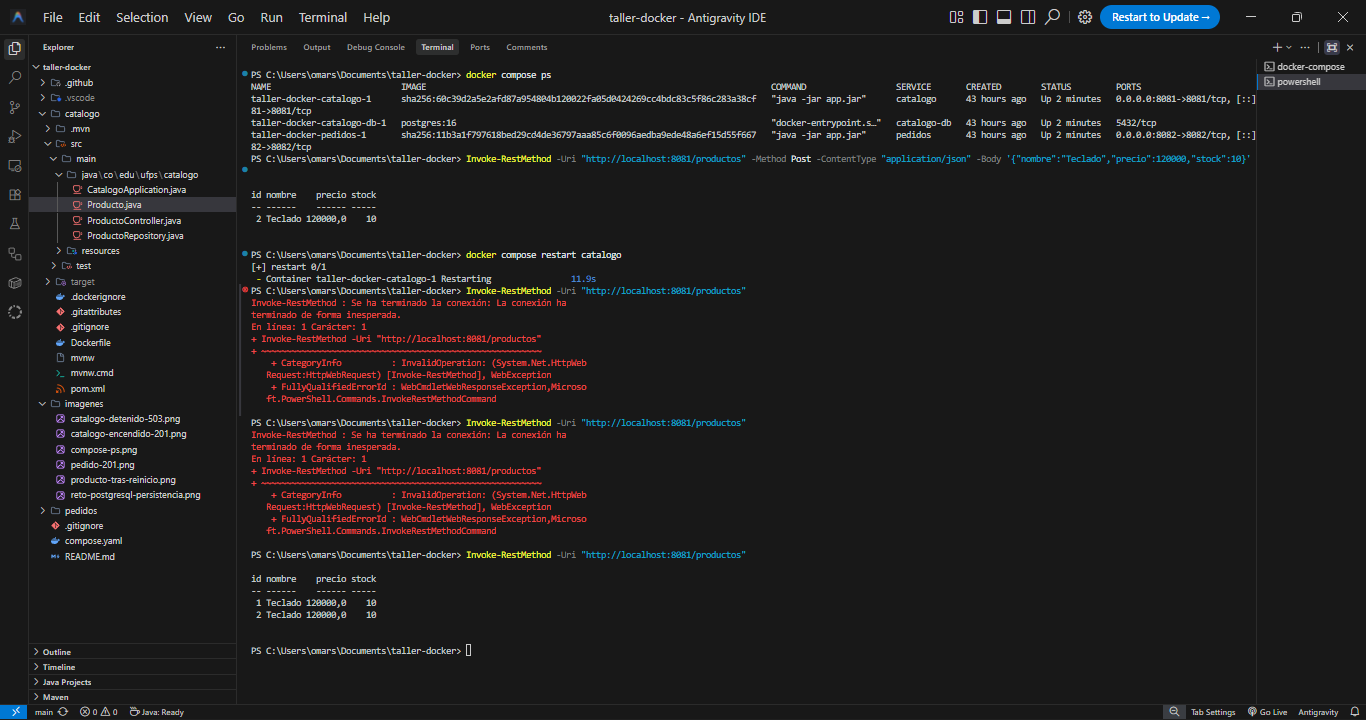 File Edit Selection View Go Run Terminal Help
taller-docker - Antigravity IDE
Restart to Update→
Explorer
taller-docker
.github
.vscode
catalogo
.mvn
src
main
java\co\edu\ufps\catalogo
CatalogoApplication.java
Producto.java
ProductoController.java
ProductoRepository.java
resources
test
target
.dockerignore
.gitattributes
.gitignore
Dockerfile
mvnw
mvnw.cmd
pom.xml
imagenes
catalogo-detenido-503.png
catalogo-encendido-201.png
compose-ps.png
pedido-201.png
producto-tras-reinicio.png
reto-postgresql-persistencia.png
pedidos
.gitignore
compose.yaml
README.md
Outline
Timeline
Java Projects
Maven
Problems Output Debug Console Terminal Ports Comments
PS C:\Users\omars\Documents\taller-docker> docker compose ps
NAME IMAGE COMMAND SERVICE CREATED STATUS PORTS
taller-docker-catalogo-1 sha256:60c39d2a5e2afd87a954804b120022fa05d0424269cc4bdc83c5f86c283a38cf "java -jar app.jar" catalogo 43 hours ago Up 2 minutes 0.0.0.0:8081->8081/tcp, [::]
81->8081/tcp
taller-docker-catalogo-db-1 postgres:16 "docker-entrypoint.s…" catalogo-db 43 hours ago Up 2 minutes 5432/tcp
taller-docker-pedidos-1 sha256:11b3a1f797618bed29cd4de36797aaa85c6f0096aedba9ede48a6ef15d55f667 "java -jar app.jar" pedidos 43 hours ago Up 2 minutes 0.0.0.0:8082->8082/tcp, [::]
82->8082/tcp
PS C:\Users\omars\Documents\taller-docker> Invoke-RestMethod -Uri "http://localhost:8081/productos" -Method Post -ContentType "application/json" -Body '{"nombre":"Teclado","precio":120000,"stock":10}'
id nombre precio stock
-- ------ ------ -----
2 Teclado 120000,0 10
PS C:\Users\omars\Documents\taller-docker> docker compose restart catalogo
[+] restart 0/1
- Container taller-docker-catalogo-1 Restarting 11.9s
PS C:\Users\omars\Documents\taller-docker> Invoke-RestMethod -Uri "http://localhost:8081/productos"
Invoke-RestMethod : Se ha terminado la conexión: La conexión ha
terminado de forma inesperada.
En línea: 1 Carácter: 1
+ Invoke-RestMethod -Uri "http://localhost:8081/productos"
+ ~~~~~~~~~~~~~~~~~~~~~~~~~~~~~~~~~~~~~~~~~~~~~~~~~~~~~~~~
+ CategoryInfo : InvalidOperation: (System.Net.HttpWeb
Request:HttpWebRequest) [Invoke-RestMethod], WebException
+ FullyQualifiedErrorId : WebCmdletWebResponseException,Microso
ft.PowerShell.Commands.InvokeRestMethodCommand
PS C:\Users\omars\Documents\taller-docker> Invoke-RestMethod -Uri "http://localhost:8081/productos"
Invoke-RestMethod : Se ha terminado la conexión: La conexión ha
terminado de forma inesperada.
En línea: 1 Carácter: 1
+ Invoke-RestMethod -Uri "http://localhost:8081/productos"
+ ~~~~~~~~~~~~~~~~~~~~~~~~~~~~~~~~~~~~~~~~~~~~~~~~~~~~~~~~
+ CategoryInfo : InvalidOperation: (System.Net.HttpWeb
Request:HttpWebRequest) [Invoke-RestMethod], WebException
+ FullyQualifiedErrorId : WebCmdletWebResponseException,Microso
ft.PowerShell.Commands.InvokeRestMethodCommand
PS C:\Users\omars\Documents\taller-docker> Invoke-RestMethod -Uri "http://localhost:8081/productos"
id nombre precio stock
-- ------ ------ -----
1 Teclado 120000,0 10
2 Teclado 120000,0 10
PS C:\Users\omars\Documents\taller-docker>
docker-compose
powershell
main 0 0 Java: Ready
Tab Settings Go Live Antigravity